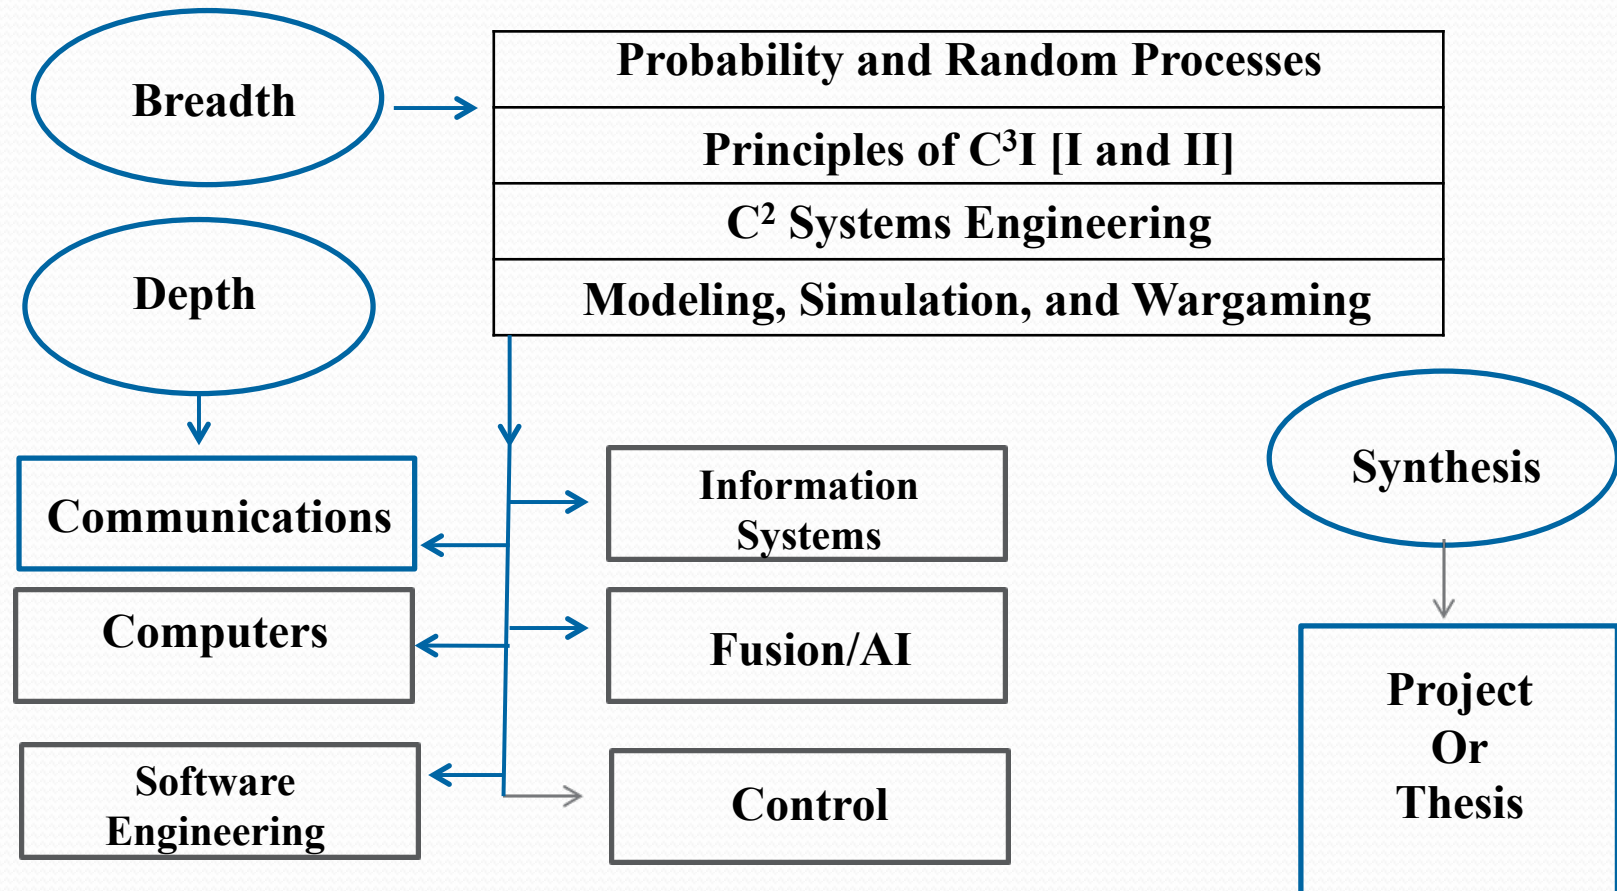 Breadth
Probability and Random Processes
Principles of C³I [I and II]
C² Systems Engineering
Modeling, Simulation, and Wargaming
Depth
Communications
Computers
Software
Engineering
Information
Systems
Fusion/AI
Control
Synthesis
Project
Or
Thesis